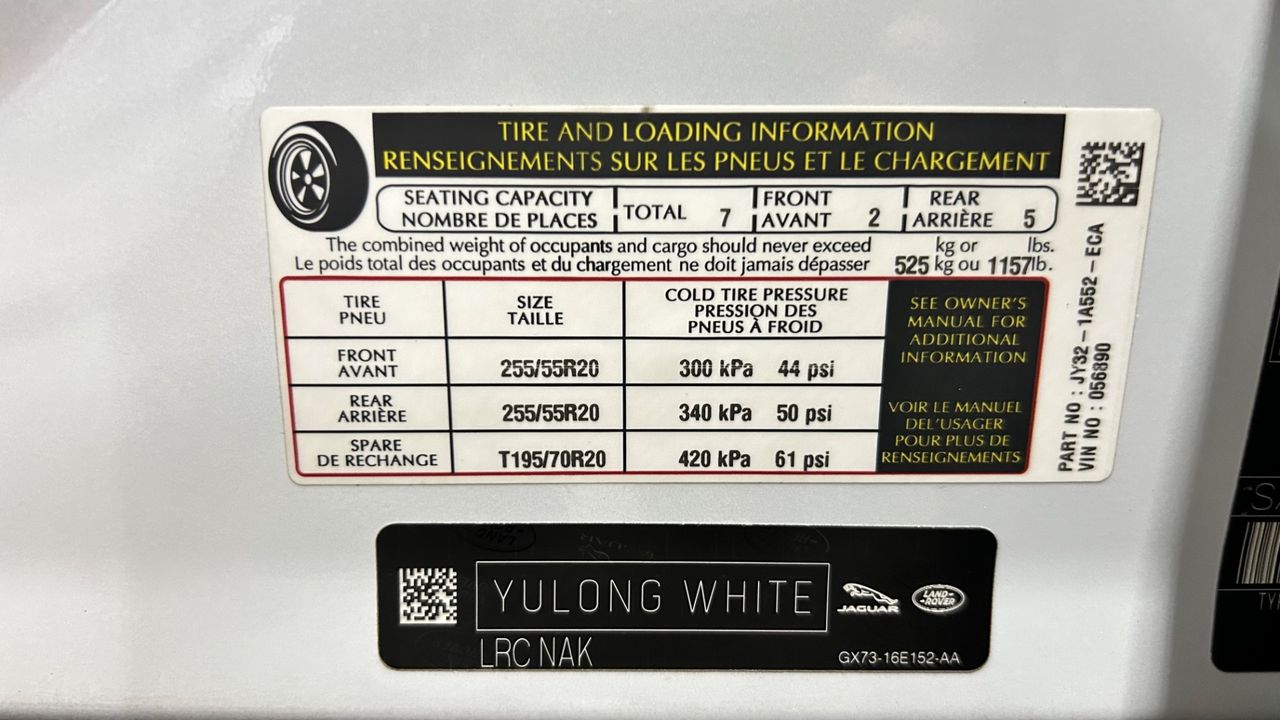 TIRE AND LOADING INFORMATION
RENSEIGNEMENTS SUR LES PNEUS ET LE CHARGEMENT
SEATING CAPACITY
NOMBRE DE PLACES
TOTAL 7
FRONT
AVANT 2
REAR
ARRIÈRE 5
The combined weight of occupants and cargo should never exceed kg or lbs.
Le poids total des occupants et du chargement ne doit jamais dépasser 525 kg ou 1157lb.
TIRE
PNEU
SIZE
TAILLE
COLD TIRE PRESSURE
PRESSION DES
PNEUS À FROID
FRONT
AVANT
255/55R20
300 kPa 44 psi
REAR
ARRIÈRE
255/55R20
340 kPa 50 psi
SPARE
DE RECHANGE
T195/70R20
420 kPa 61 psi
SEE OWNER'S
MANUAL FOR
ADDITIONAL
INFORMATION
VOIR LE MANUEL
DEL'USAGER
POUR PLUS DE
RENSEIGNEMENTS
PART NO : JY32-1A552-ECA
VIN NO : 056890
YULONG WHITE
LRC NAK
JAGUAR
LAND-
ROVER
GX73-16E152-AA